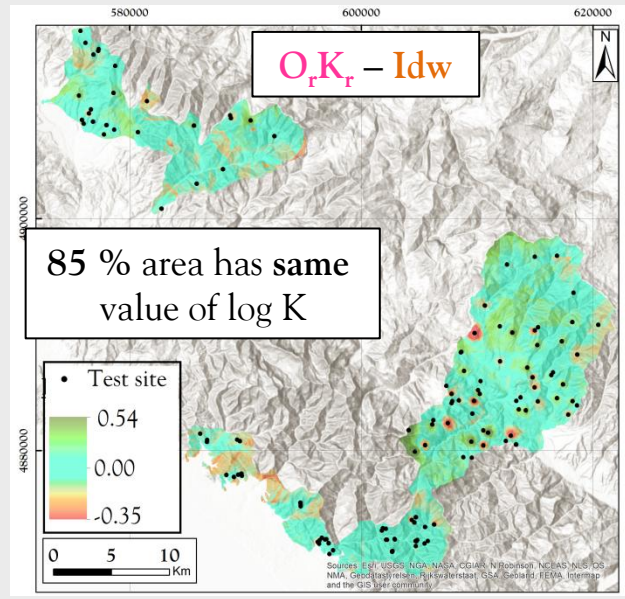 580000 600000 620000
N
OrKr – Idw
4900000
85 % area has same
value of log K
Test site
0.54
0.00
-0.35
4880000
0 5 10
Km
Sources: Esri, USGS, NGA, NASA, CGIAR, N Robinson, NCEAS, NLS, OS,
NMA, Geodatastyrelsen, Rijkswaterstaat, GSA, Geoland, FEMA, Intermap
and the GIS user community